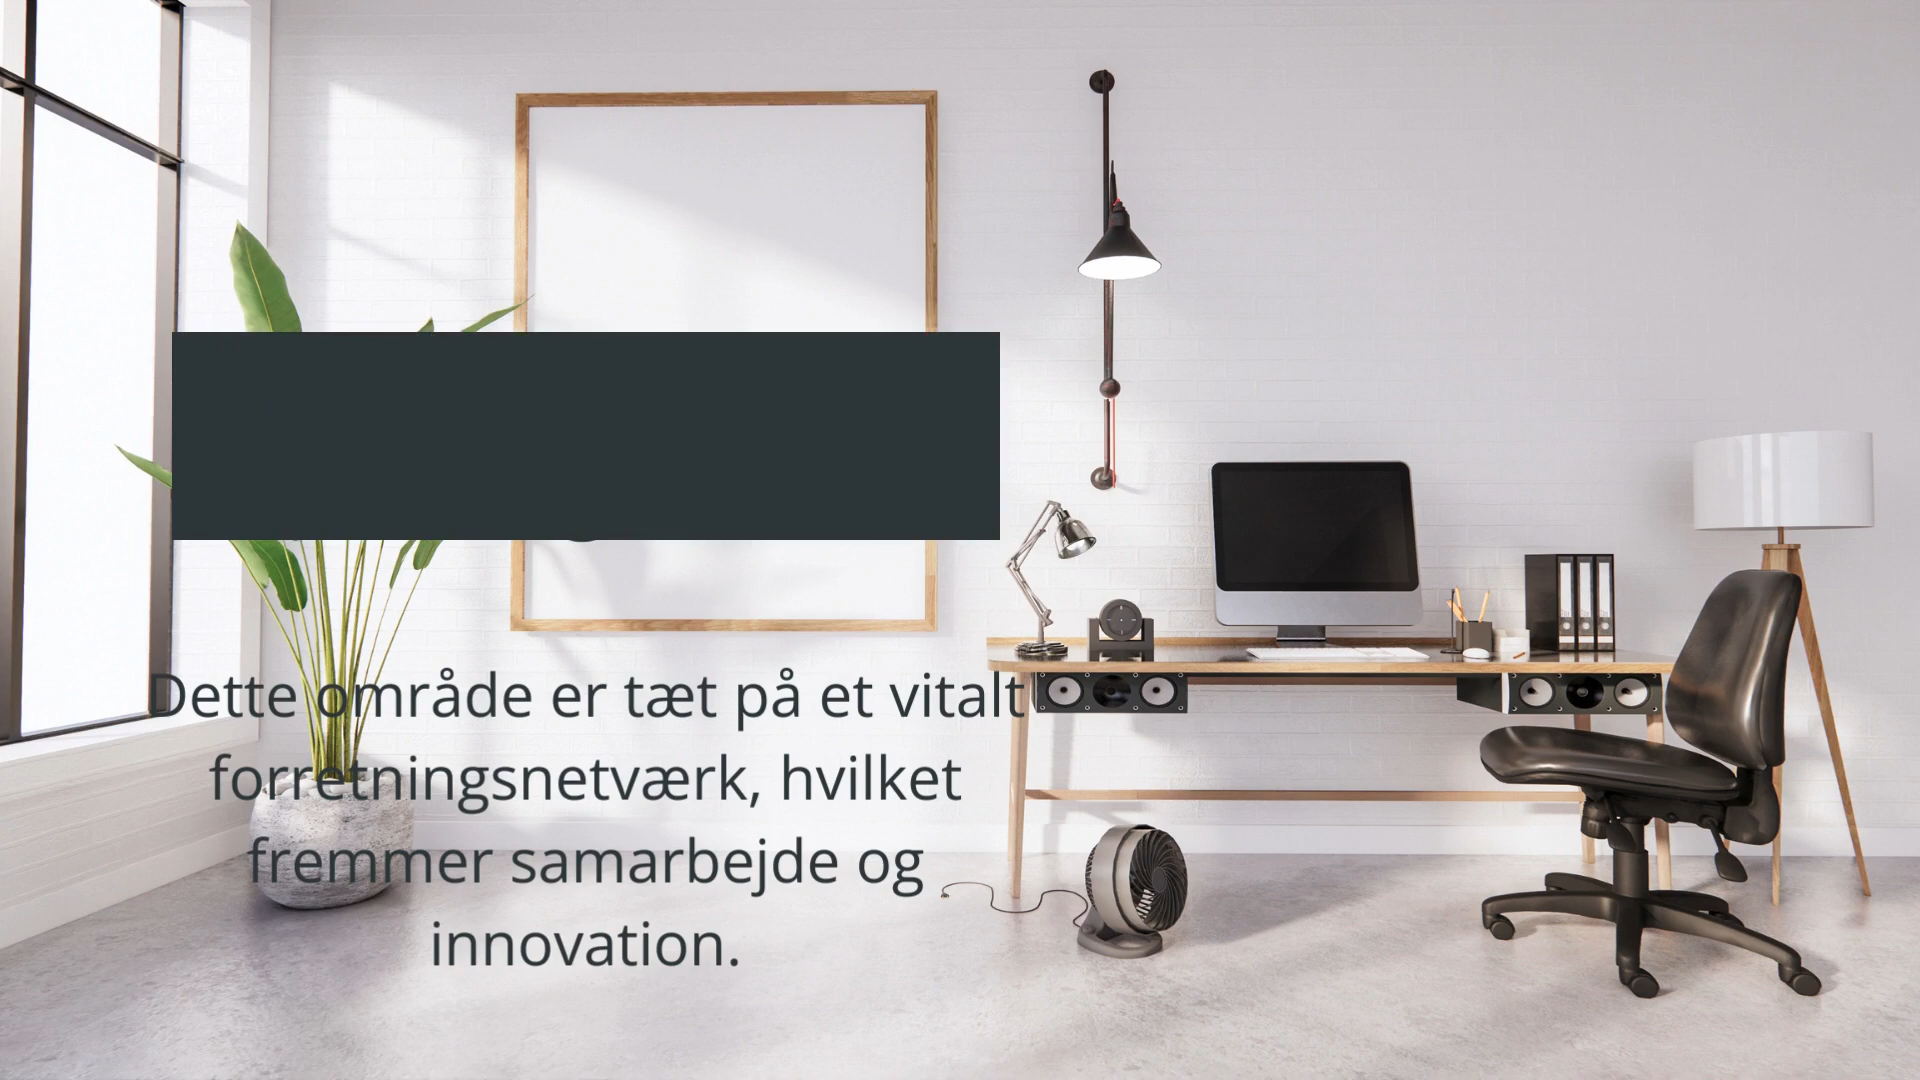 Dette område er tæt på et vitalt
forretningsnetværk, hvilket
fremmer samarbejde og
innovation.